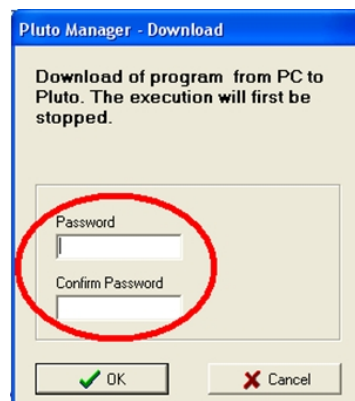 Pluto Manager - Download
Download of program from PC to
Pluto. The execution will first be
stopped.
Password
Confirm Password
OK
Cancel